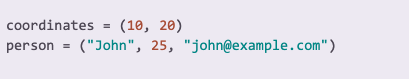 coordinates = (10, 20)
person = ("John", 25, "john@example.com")